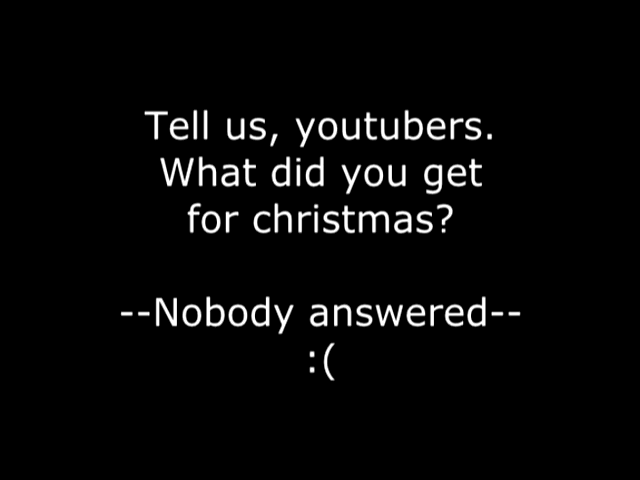 Tell us, youtubers.
What did you get
for christmas?
--Nobody answered--
:(